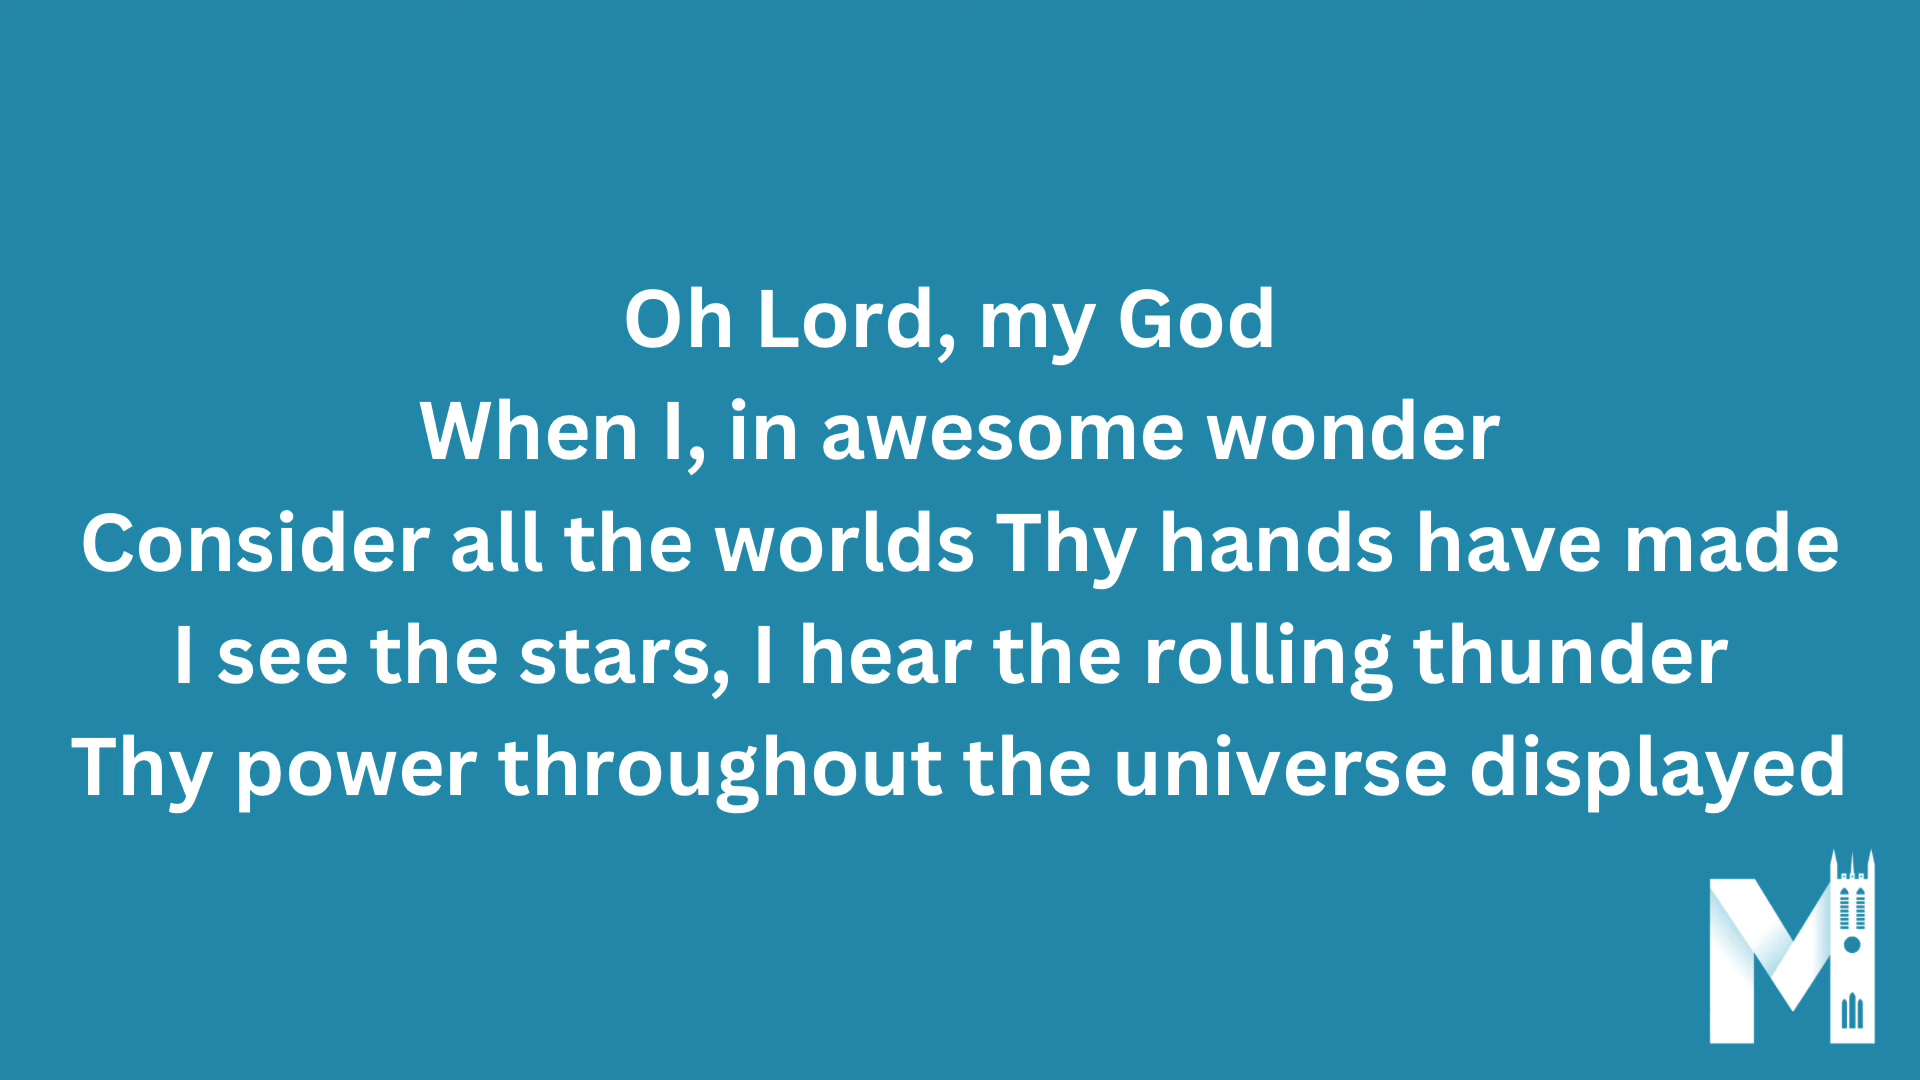 Oh Lord, my God
When I, in awesome wonder
Consider all the worlds Thy hands have made
I see the stars, I hear the rolling thunder
Thy power throughout the universe displayed
M